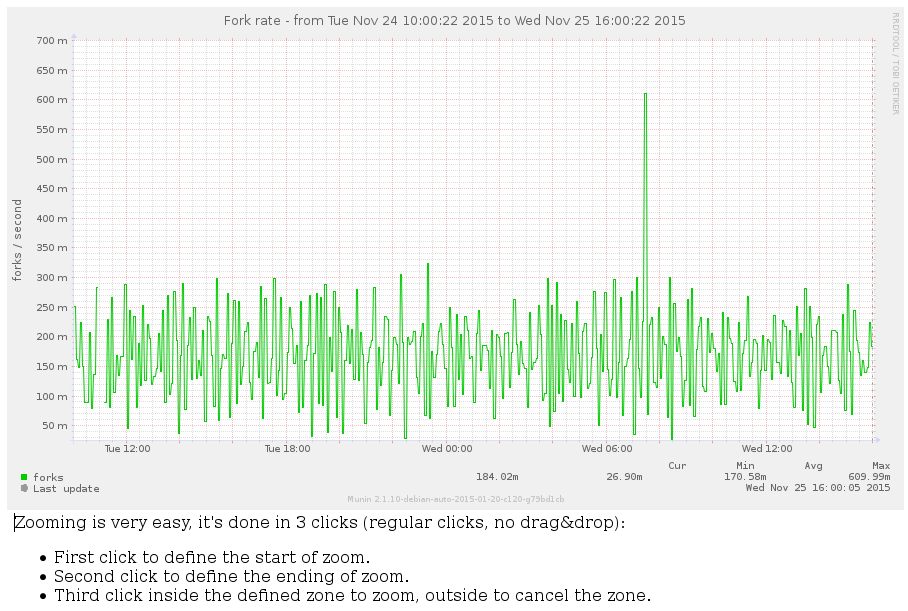 Fork rate - from Tue Nov 24 10:00:22 2015 to Wed Nov 25 16:00:22 2015
RRDTOOL / TOBI OETIKER
forks / second
700 m
650 m
600 m
550 m
500 m
450 m
400 m
350 m
300 m
250 m
200 m
150 m
100 m
50 m
Tue 12:00 Tue 18:00 Wed 00:00 Wed 06:00 Wed 12:00
Cur Min Avg Max
forks 184.02m 26.90m 170.58m 609.99m
Last update Wed Nov 25 16:00:05 2015
Munin 2.1.10-debian-auto-2015-01-20-c120-g79bd1cb
Zooming is very easy, it's done in 3 clicks (regular clicks, no drag&drop):
• First click to define the start of zoom.
• Second click to define the ending of zoom.
• Third click inside the defined zone to zoom, outside to cancel the zone.